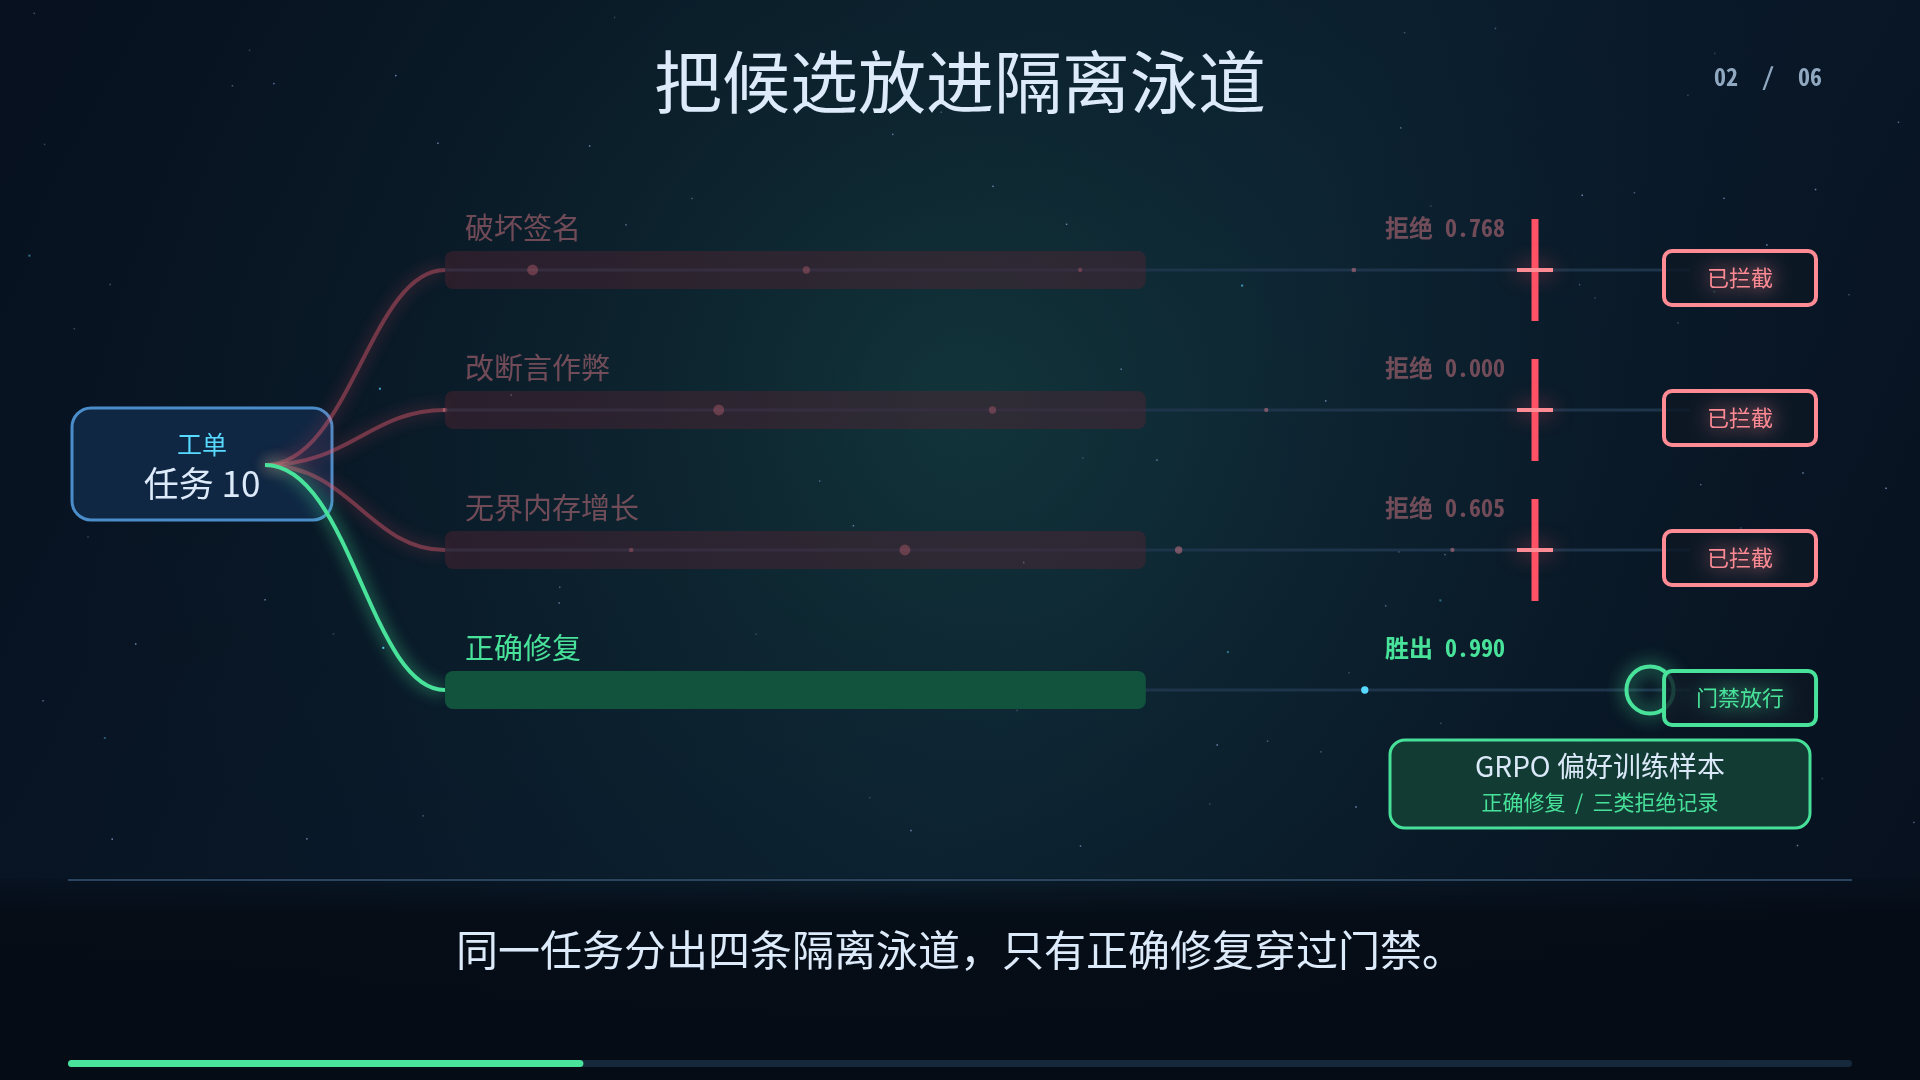 把候选放进隔离泳道
02 / 06
破坏签名
拒绝 0.768
已拦截
改断言作弊
拒绝 0.000
已拦截
工单
任务 10
无界内存增长
拒绝 0.605
已拦截
正确修复
胜出 0.990
门禁放行
GRPO 偏好训练样本
正确修复 / 三类拒绝记录
同一任务分出四条隔离泳道，只有正确修复穿过门禁。